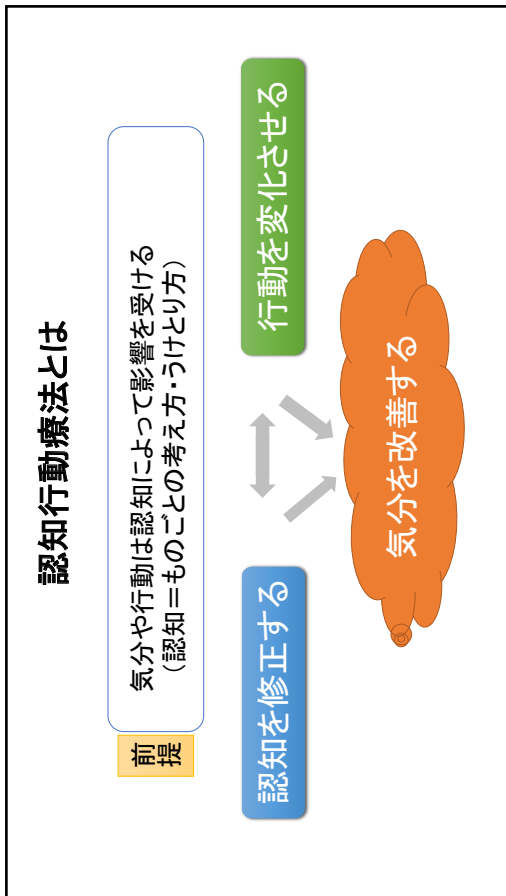 認知行動療法とは
前提
気分や行動は認知によって影響を受ける
(認知＝ものごとの考え方・うけとり方)
認知を修正する
行動を変化させる
気分を改善する